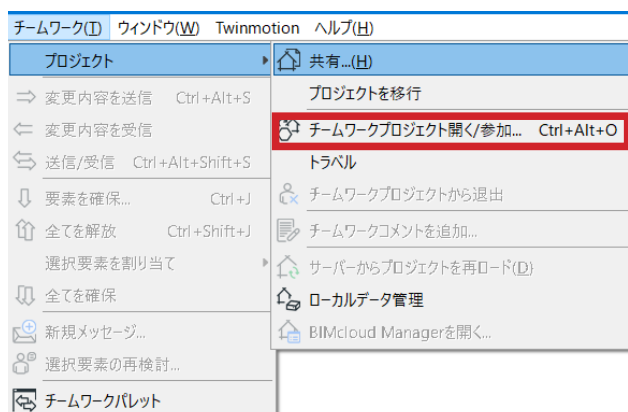 チームワーク(T) ウィンドウ(W) Twinmotion ヘルプ(H)
プロジェクト
変更内容を送信 Ctrl+Alt+S
変更内容を受信
送信/受信 Ctrl+Alt+Shift+S
要素を確保... Ctrl+J
全てを解放 Ctrl+Shift+J
選択要素を割り当て
全てを確保
新規メッセージ...
選択要素の再検討...
チームワークパレット
共有...(H)
プロジェクトを移行
チームワークプロジェクト開く/参加... Ctrl+Alt+O
トラベル
チームワークプロジェクトから退出
チームワークコメントを追加...
サーバーからプロジェクトを再ロード(D)
ローカルデータ管理
BIMcloud Managerを開く...